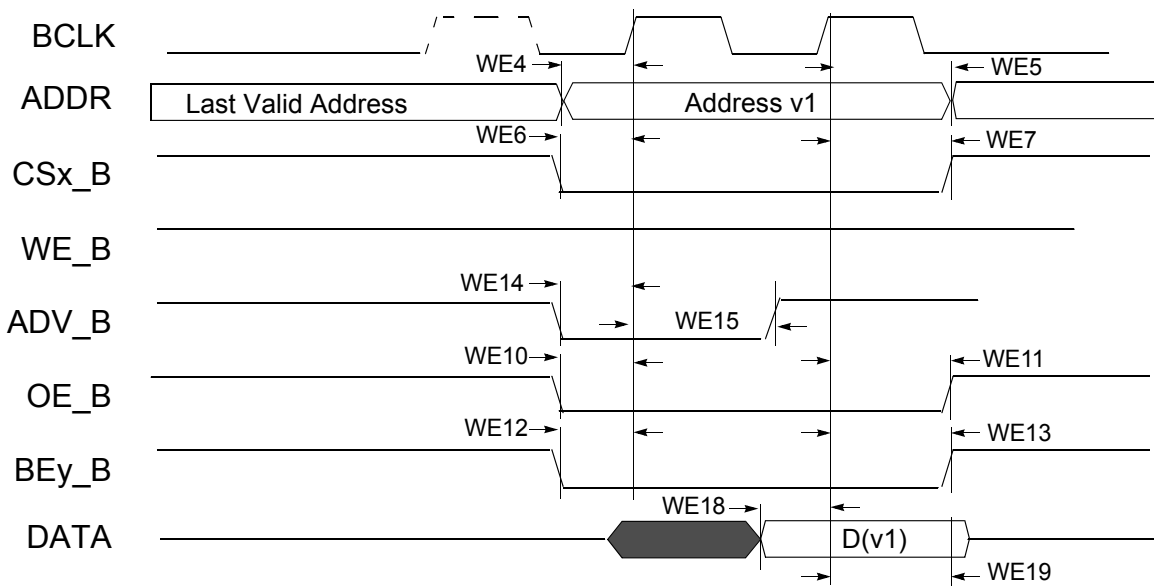 BCLK
WE4
WE5
ADDR
Last Valid Address
Address v1
WE6
WE7
CSx_B
WE_B
WE14
ADV_B
WE15
WE10
WE11
OE_B
WE12
WE13
BEy_B
WE18
DATA
D(v1)
WE19